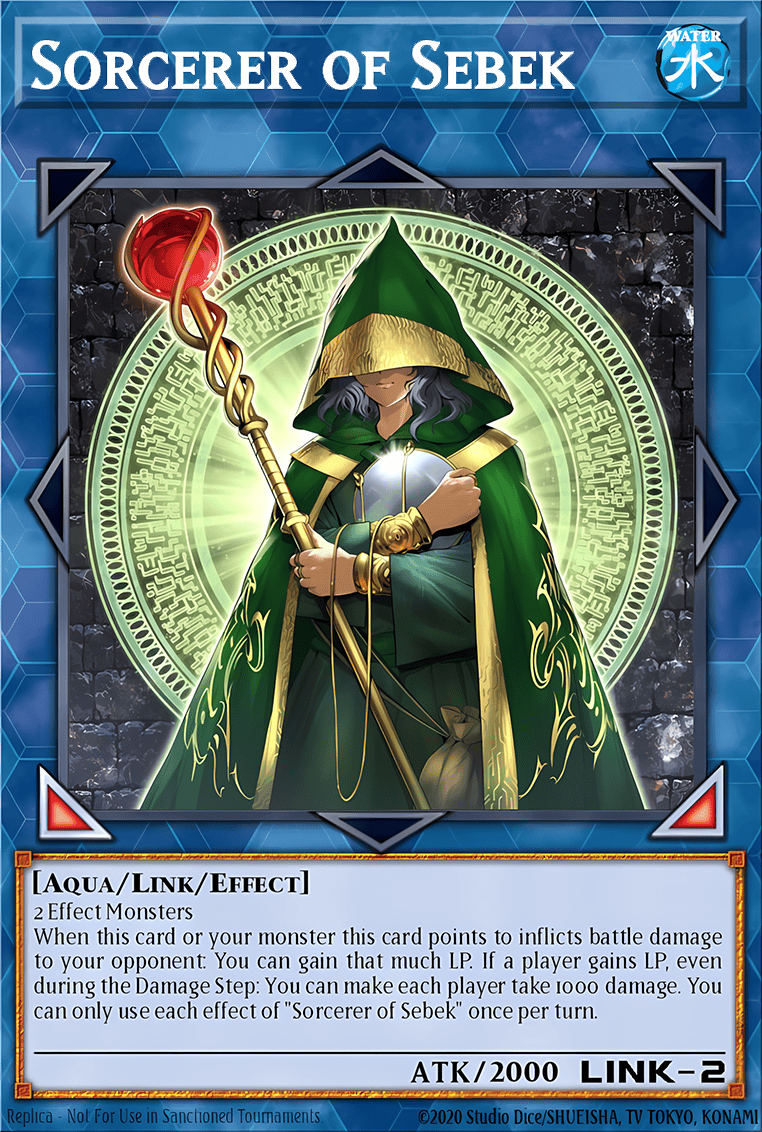 Sorcerer of Sebek
WATER
水
[Aqua/Link/Effect]
2 Effect Monsters
When this card or your monster this card points to inflicts battle damage
to your opponent: You can gain that much LP. If a player gains LP, even
during the Damage Step: You can make each player take 1000 damage. You
can only use each effect of "Sorcerer of Sebek" once per turn.
ATK/2000 LINK-2
Replica - Not For Use in Sanctioned Tournaments
©2020 Studio Dice/SHUEISHA, TV TOKYO, KONAMI